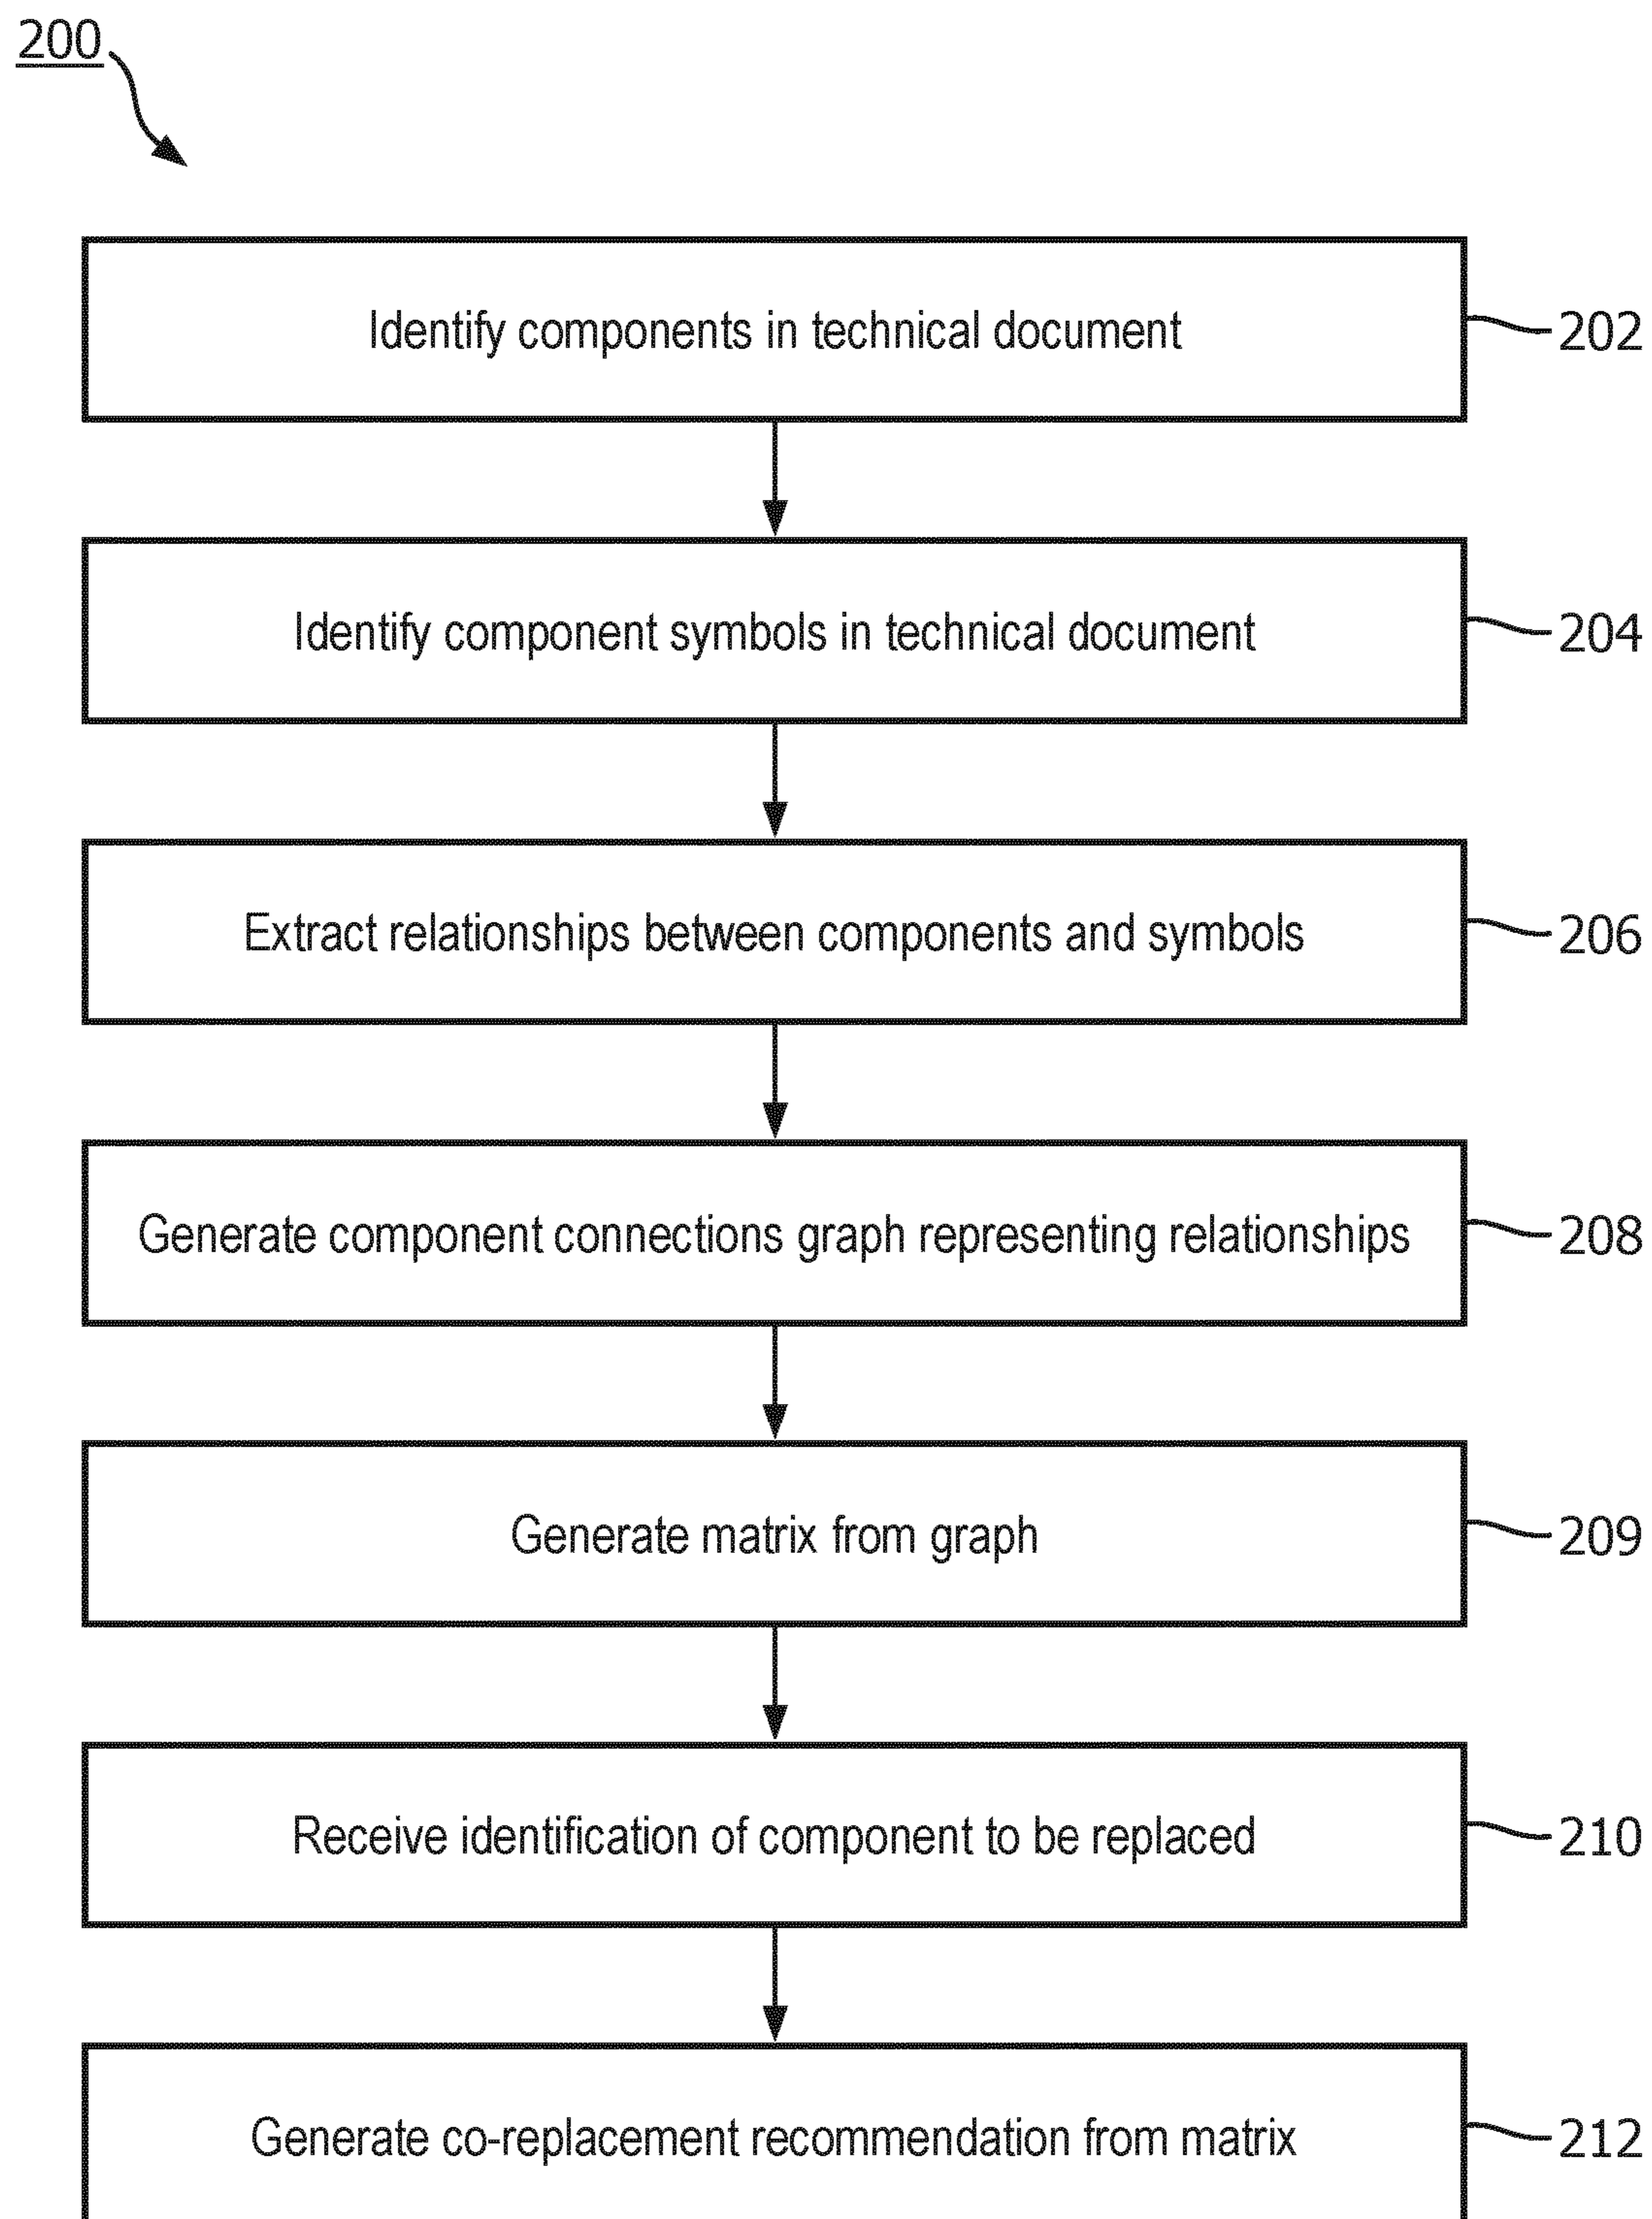 200
Identify components in technical document
202
Identify component symbols in technical document
204
Extract relationships between components and symbols
206
Generate component connections graph representing relationships
208
Generate matrix from graph
209
Receive identification of component to be replaced
210
Generate co-replacement recommendation from matrix
212